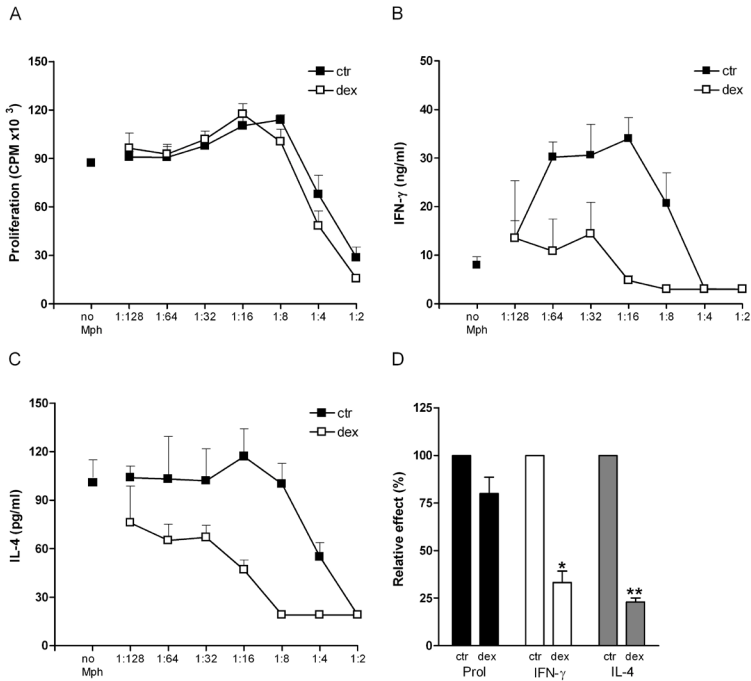 A
Proliferation (CPM x10 ³)
150
120
90
60
30
0
ctr
dex
no Mph
1:128 1:64 1:32 1:16 1:8 1:4 1:2
B
IFN-γ (ng/ml)
50
40
30
20
10
0
ctr
dex
no Mph
1:128 1:64 1:32 1:16 1:8 1:4 1:2
C
IL-4 (pg/ml)
150
120
90
60
30
0
ctr
dex
no Mph
1:128 1:64 1:32 1:16 1:8 1:4 1:2
D
Relative effect (%)
125
100
75
50
25
0
*
**
ctr dex ctr dex ctr dex
Prol IFN-γ IL-4